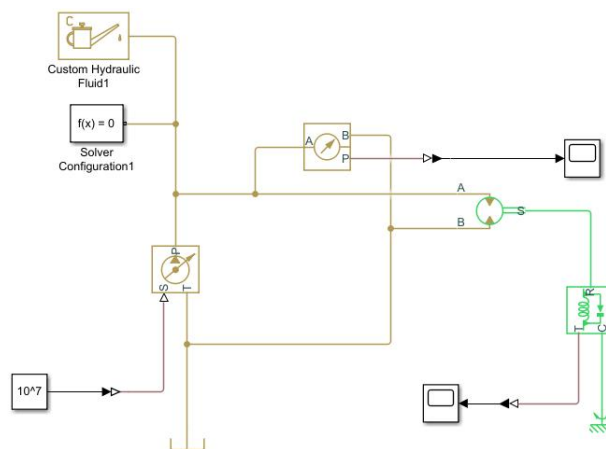 C
Custom Hydraulic
Fluid1
f(x) = 0
Solver
Configuration1
A
B
P
A
B
S
P
S
T
R
T
C
10^7